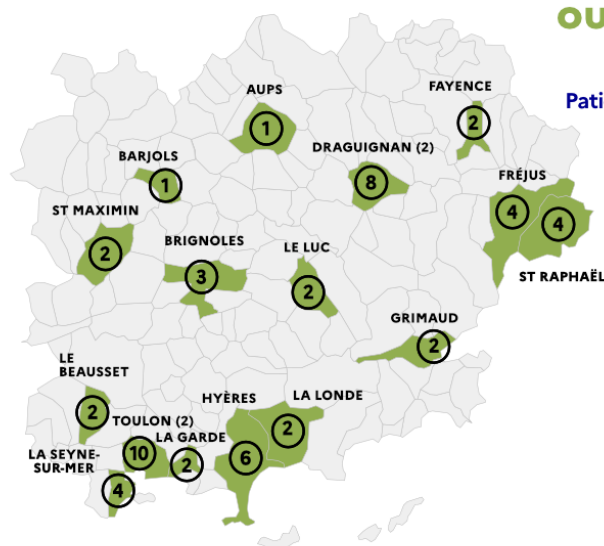 OU
Pati
AUPS
1
FAYENCE
2
BARJOLS
1
DRAGUIGNAN (2)
8
FRÉJUS
4
4
ST RAPHAËL
ST MAXIMIN
2
BRIGNOLES
3
LE LUC
2
GRIMAUD
2
LE
BEAUSSET
2
TOULON (2)
10
LA GARDE
2
HYÈRES
6
LA LONDE
2
LA SEYNE-
SUR-MER
4